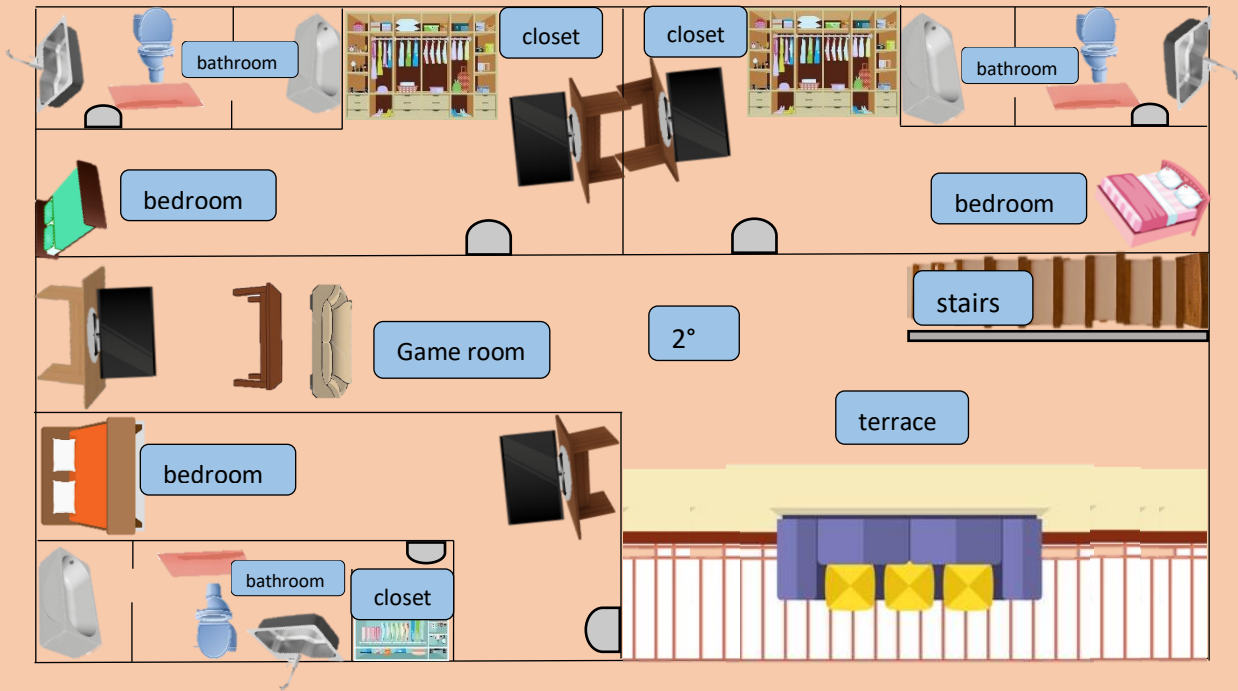 closet
closet
bathroom
bathroom
bedroom
bedroom
stairs
2°
Game room
terrace
bedroom
bathroom
closet